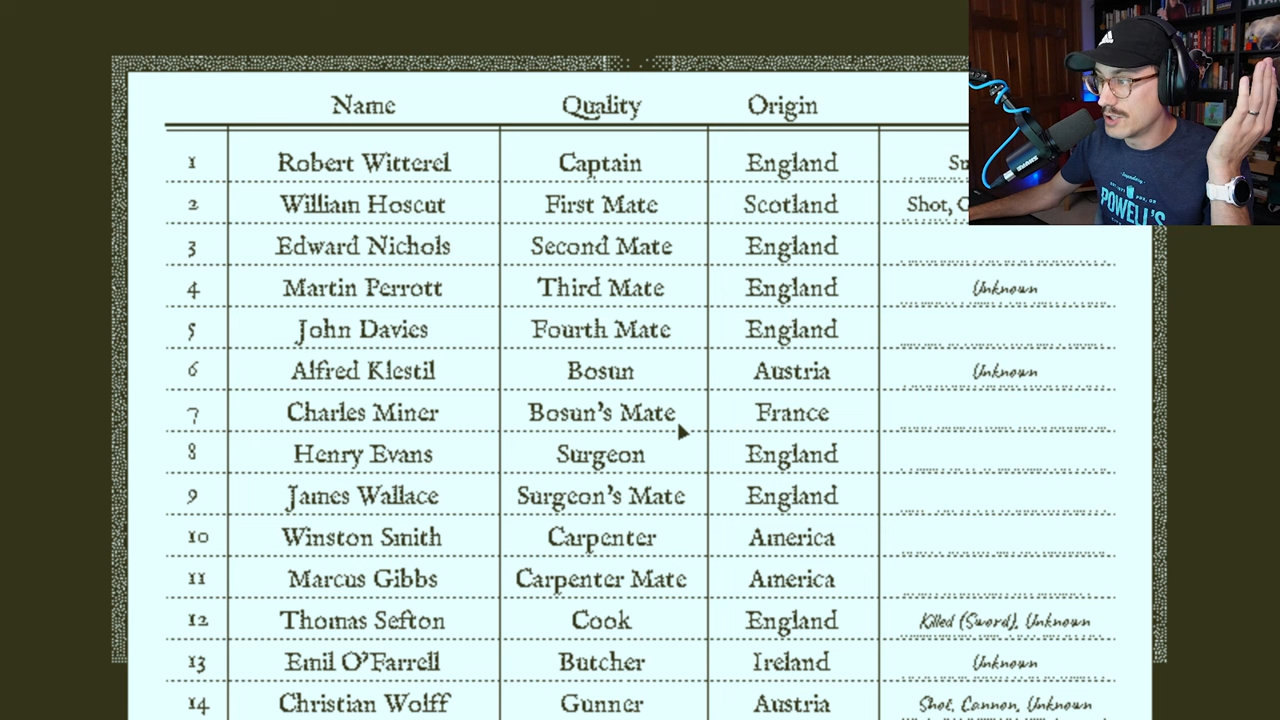 Name Quality Origin
1 Robert Witterel Captain England
2 William Hoscut First Mate Scotland Shot,
3 Edward Nichols Second Mate England
4 Martin Perrott Third Mate England Unknown
5 John Davies Fourth Mate England
6 Alfred Klestil Bosun Austria Unknown
7 Charles Miner Bosun's Mate France
8 Henry Evans Surgeon England
9 James Wallace Surgeon's Mate England
10 Winston Smith Carpenter America
11 Marcus Gibbs Carpenter Mate America
12 Thomas Sefton Cook England Killed (Sword), Unknown
13 Emil O'Farrell Butcher Ireland Unknown
14 Christian Wolff Gunner Austria Shot, Cannon, Unknown
POWELL'S